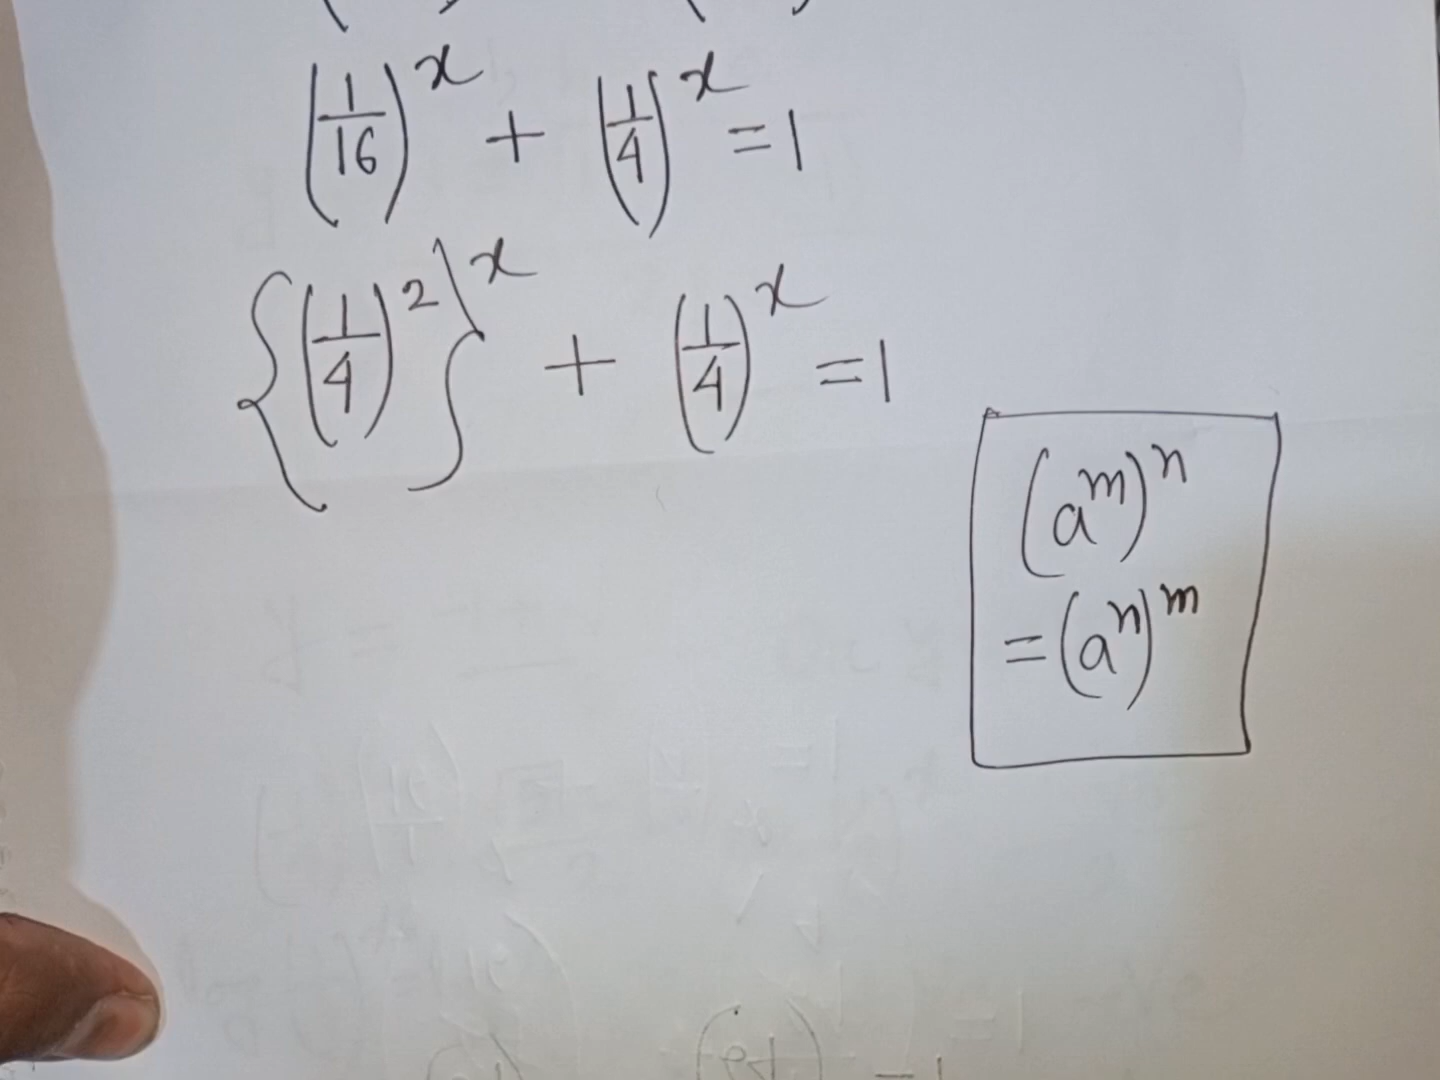 (1/16)^x + (1/4)^x = 1
{(1/4)^2}^x + (1/4)^x = 1
(a^m)^n
= (a^n)^m